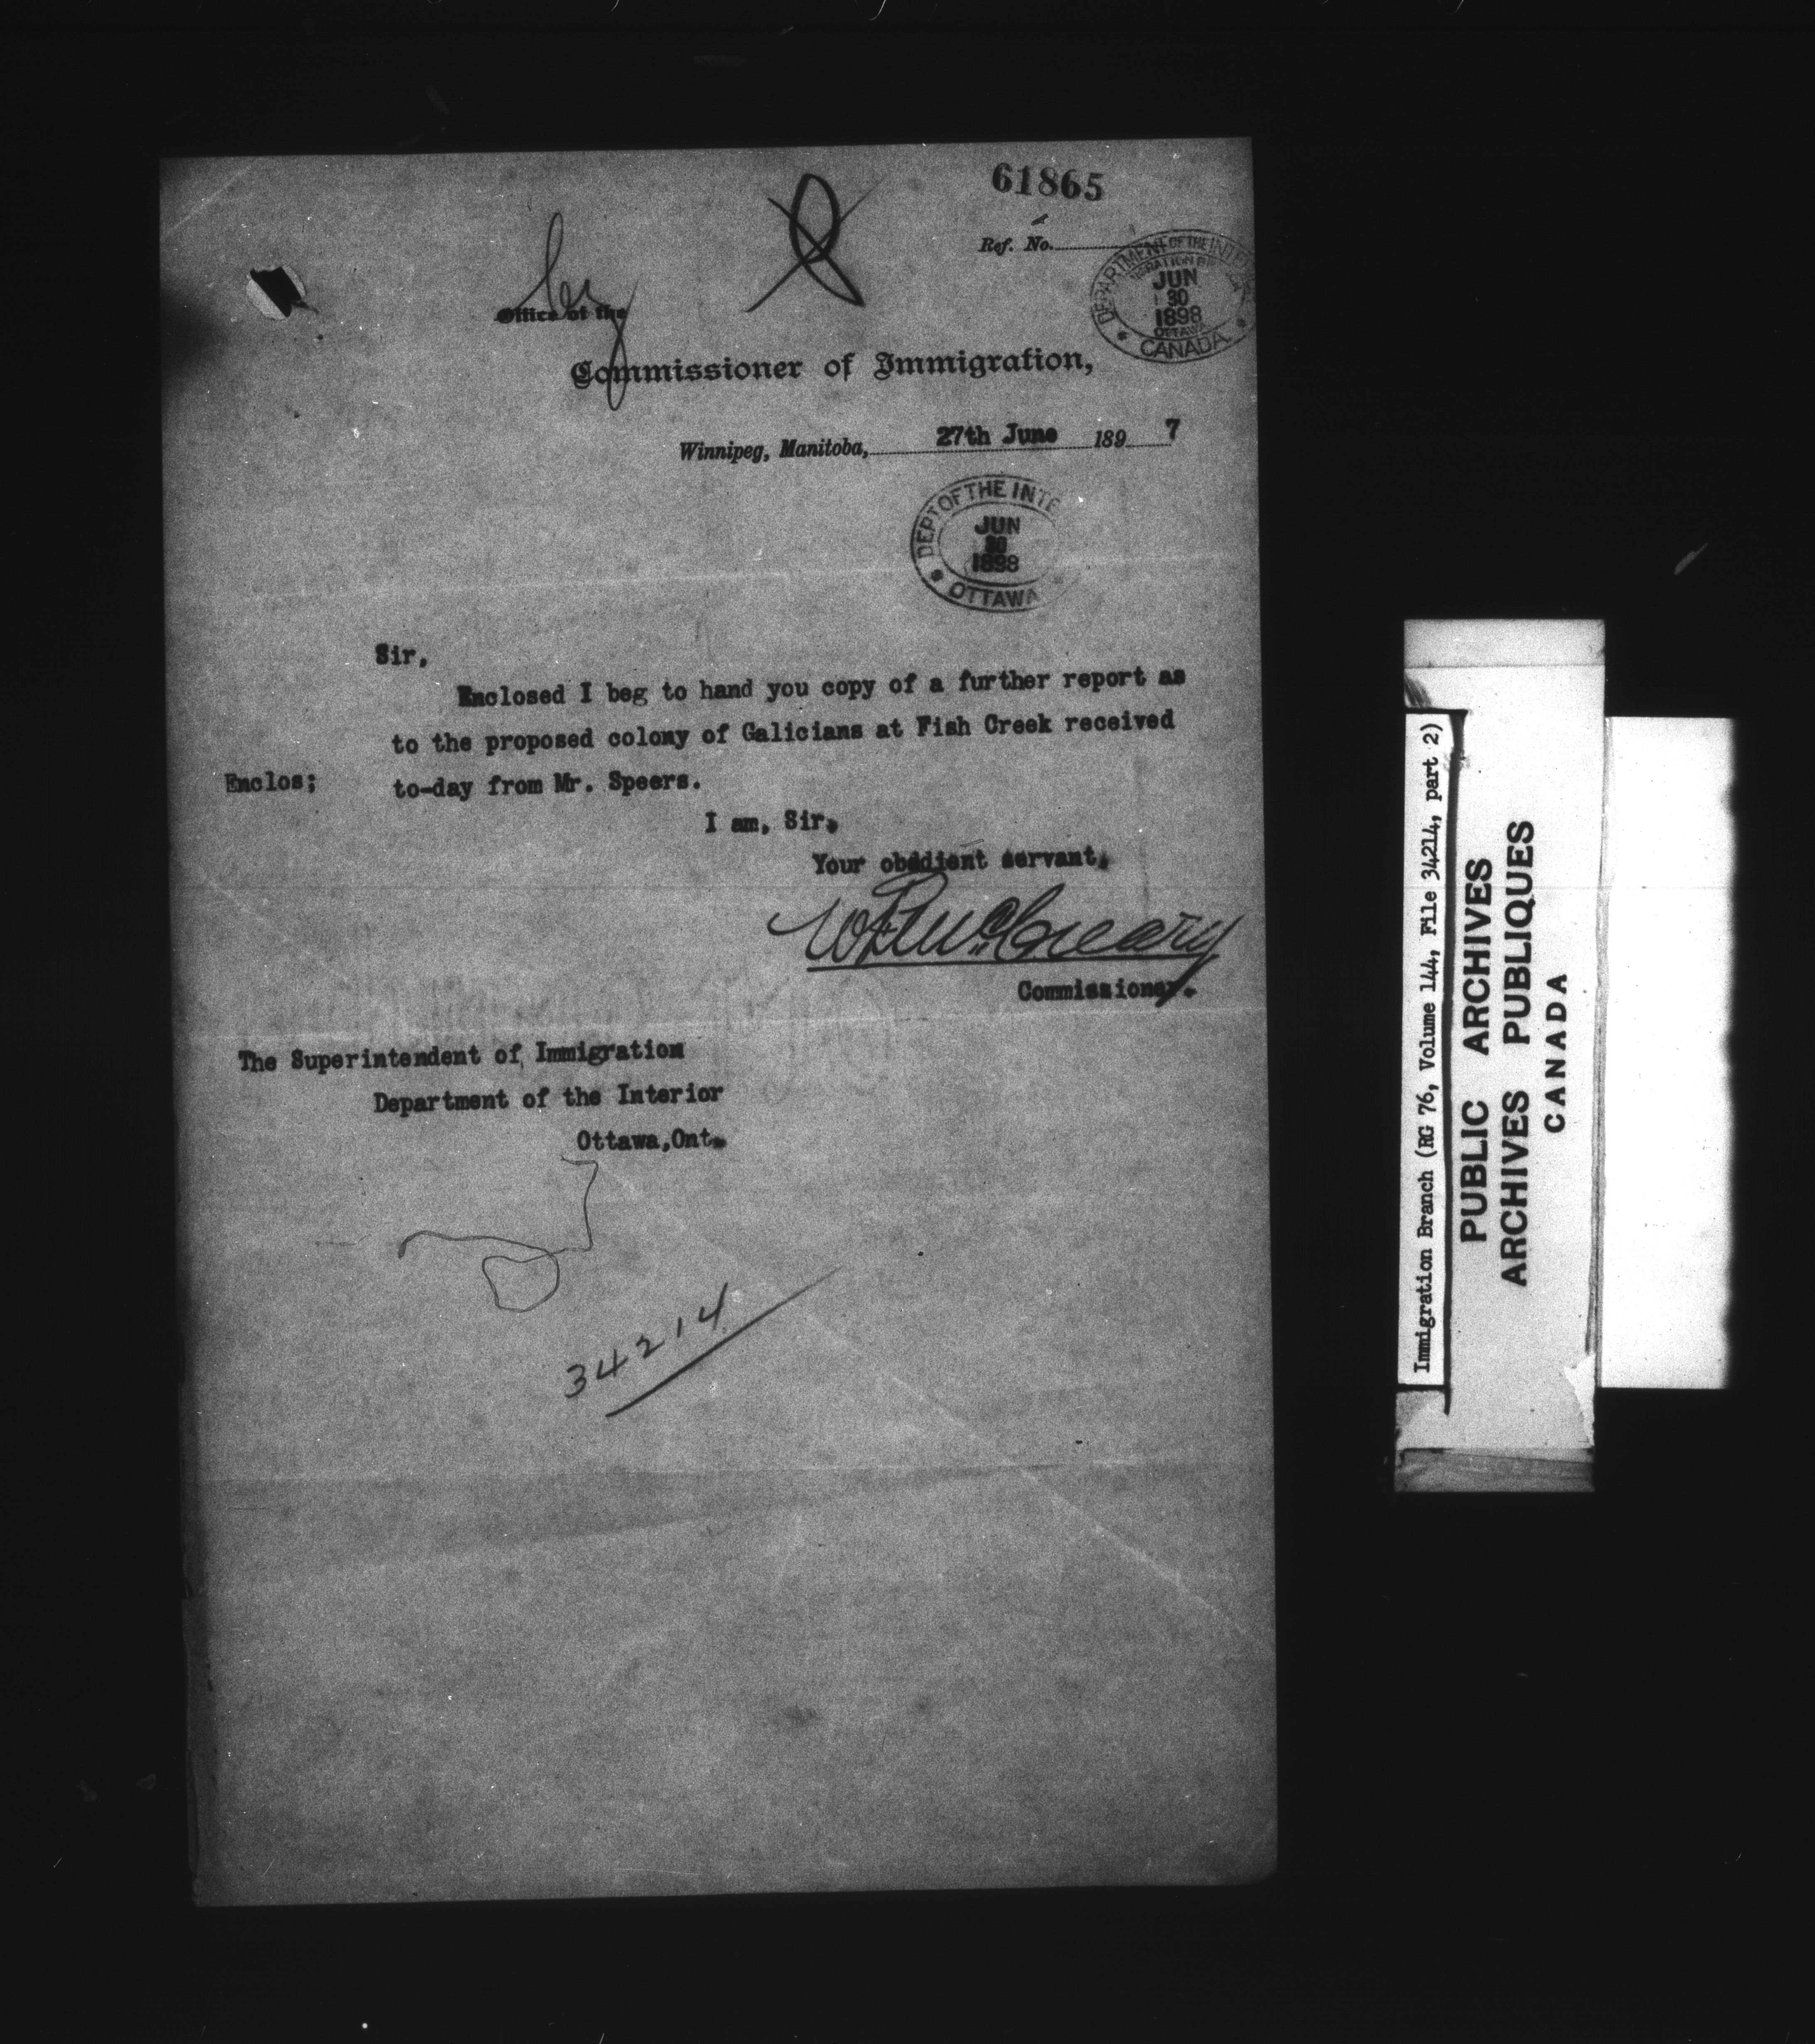 61865
Ref. No.
DEPARTMENT OF THE INTERIOR
JUN
30
1898
OTTAWA
CANADA
Office of the
Commissioner of Immigration,
Winnipeg, Manitoba, 27th June 189 7
DEPT OF THE INTE
JUN
30
1898
OTTAWA
Sir,
Enclosed I beg to hand you copy of a further report as
to the proposed colony of Galicians at Fish Creek received
Enclos; to-day from Mr. Speers.
I am, Sir,
Your obedient servant,
W F McCreary
Commissioner.
The Superintendent of Immigration
Department of the Interior
Ottawa,Ont.
34214
Immigration Branch (RG 76, Volume 144, File 34214, part 2)
PUBLIC ARCHIVES
ARCHIVES PUBLIQUES
CANADA